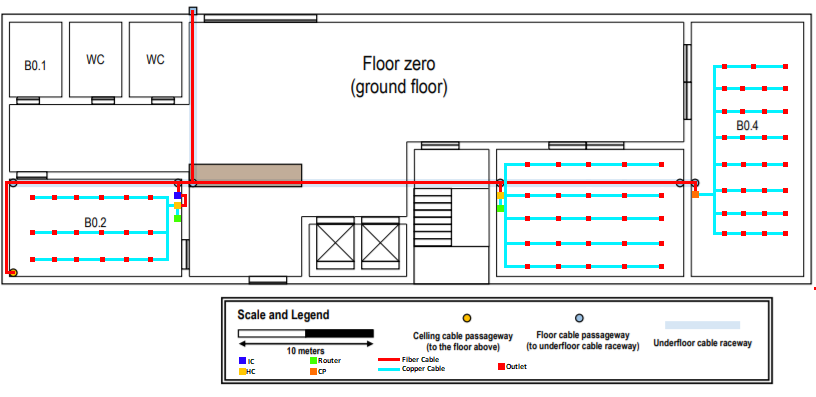 Floor zero
(ground floor)
B0.1
WC
WC
B0.4
B0.2
Scale and Legend
10 meters
Celling cable passageway
(to the floor above)
Floor cable passageway
(to underfloor cable raceway)
Underfloor cable raceway
IC
Router
Fiber Cable
HC
CP
Copper Cable
Outlet